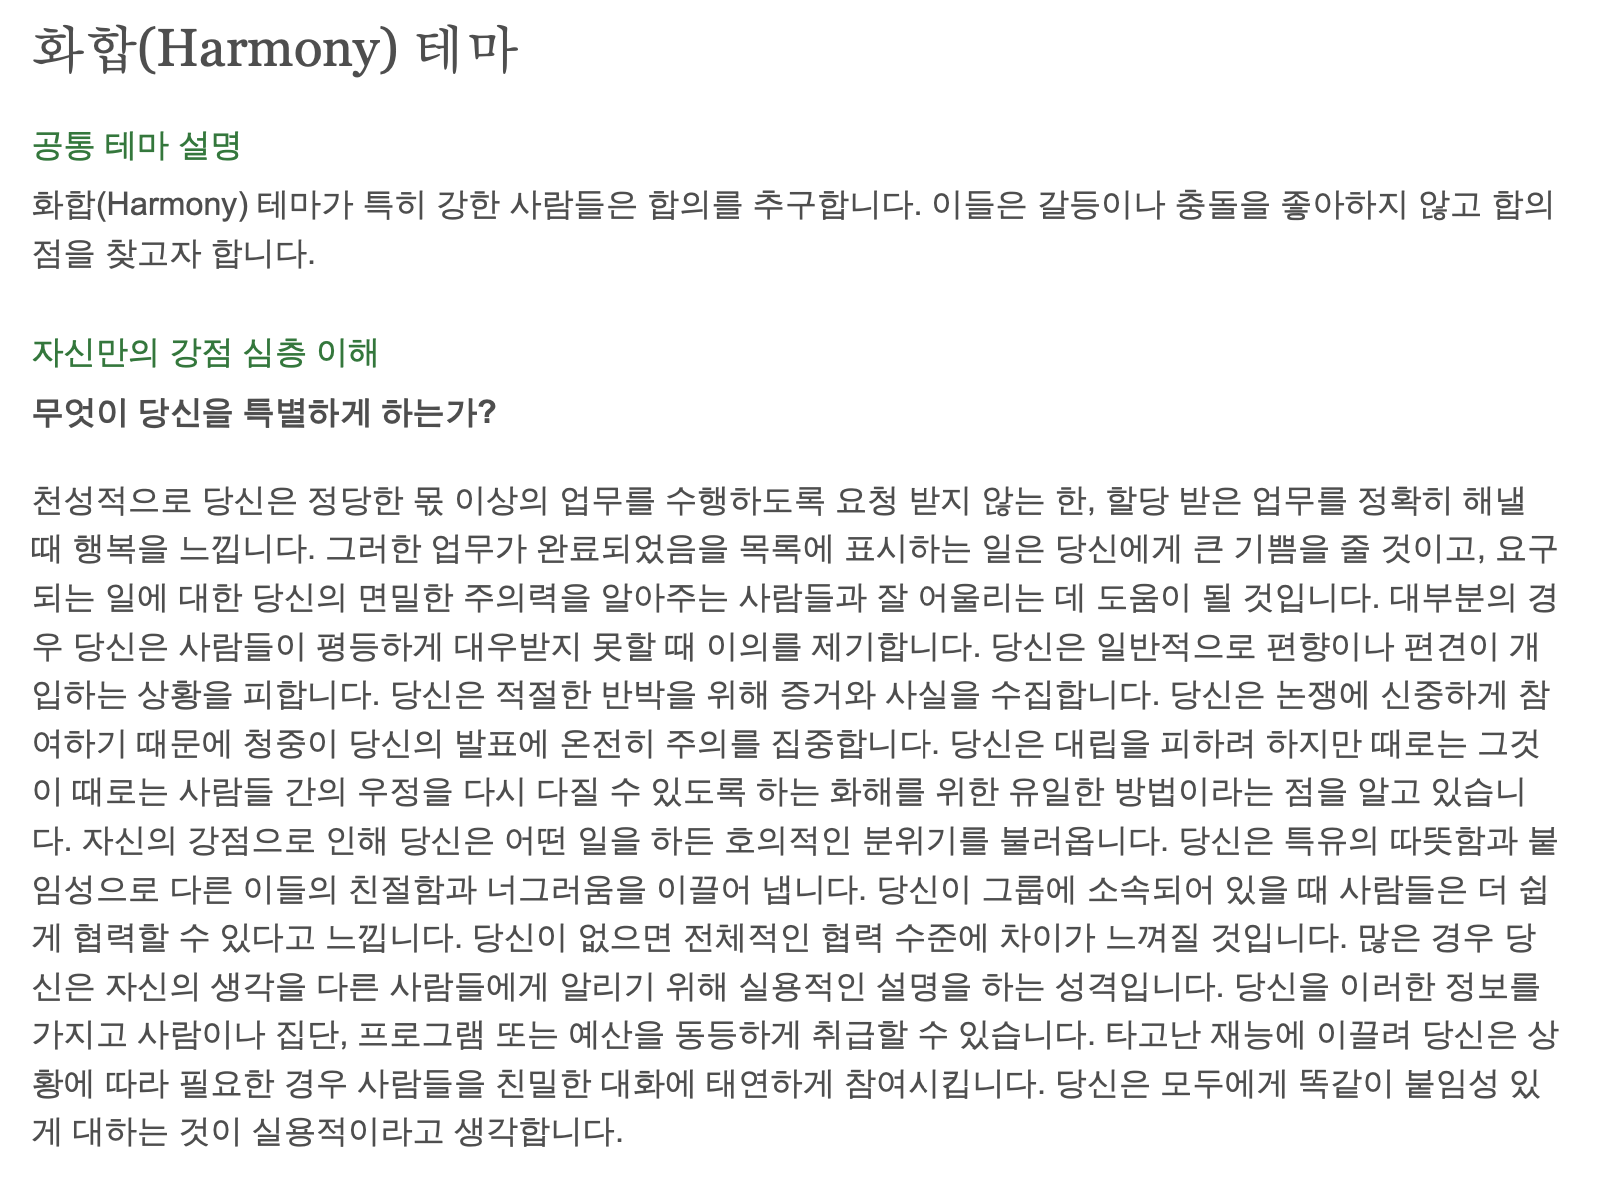 화합(Harmony) 테마
공통 테마 설명
화합(Harmony) 테마가 특히 강한 사람들은 합의를 추구합니다. 이들은 갈등이나 충돌을 좋아하지 않고 합의
점을 찾고자 합니다.
자신만의 강점 심층 이해
무엇이 당신을 특별하게 하는가?
천성적으로 당신은 정당한 몫 이상의 업무를 수행하도록 요청 받지 않는 한, 할당 받은 업무를 정확히 해낼
때 행복을 느낍니다. 그러한 업무가 완료되었음을 목록에 표시하는 일은 당신에게 큰 기쁨을 줄 것이고, 요구
되는 일에 대한 당신의 면밀한 주의력을 알아주는 사람들과 잘 어울리는 데 도움이 될 것입니다. 대부분의 경
우 당신은 사람들이 평등하게 대우받지 못할 때 이의를 제기합니다. 당신은 일반적으로 편향이나 편견이 개
입하는 상황을 피합니다. 당신은 적절한 반박을 위해 증거와 사실을 수집합니다. 당신은 논쟁에 신중하게 참
여하기 때문에 청중이 당신의 발표에 온전히 주의를 집중합니다. 당신은 대립을 피하려 하지만 때로는 그것
이 때로는 사람들 간의 우정을 다시 다질 수 있도록 하는 화해를 위한 유일한 방법이라는 점을 알고 있습니
다. 자신의 강점으로 인해 당신은 어떤 일을 하든 호의적인 분위기를 불러옵니다. 당신은 특유의 따뜻함과 붙
임성으로 다른 이들의 친절함과 너그러움을 이끌어 냅니다. 당신이 그룹에 소속되어 있을 때 사람들은 더 쉽
게 협력할 수 있다고 느낍니다. 당신이 없으면 전체적인 협력 수준에 차이가 느껴질 것입니다. 많은 경우 당
신은 자신의 생각을 다른 사람들에게 알리기 위해 실용적인 설명을 하는 성격입니다. 당신을 이러한 정보를
가지고 사람이나 집단, 프로그램 또는 예산을 동등하게 취급할 수 있습니다. 타고난 재능에 이끌려 당신은 상
황에 따라 필요한 경우 사람들을 친밀한 대화에 태연하게 참여시킵니다. 당신은 모두에게 똑같이 붙임성 있
게 대하는 것이 실용적이라고 생각합니다.